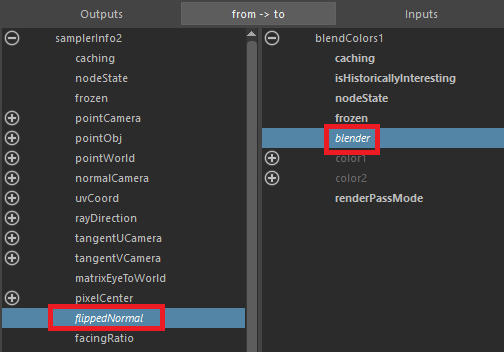 Outputs
from -> to
Inputs
samplerInfo2
caching
nodeState
frozen
pointCamera
pointObj
pointWorld
normalCamera
uvCoord
rayDirection
tangentUCamera
tangentVCamera
matrixEyeToWorld
pixelCenter
flippedNormal
facingRatio
blendColors1
caching
isHistoricallyInteresting
nodeState
frozen
blender
color1
color2
renderPassMode